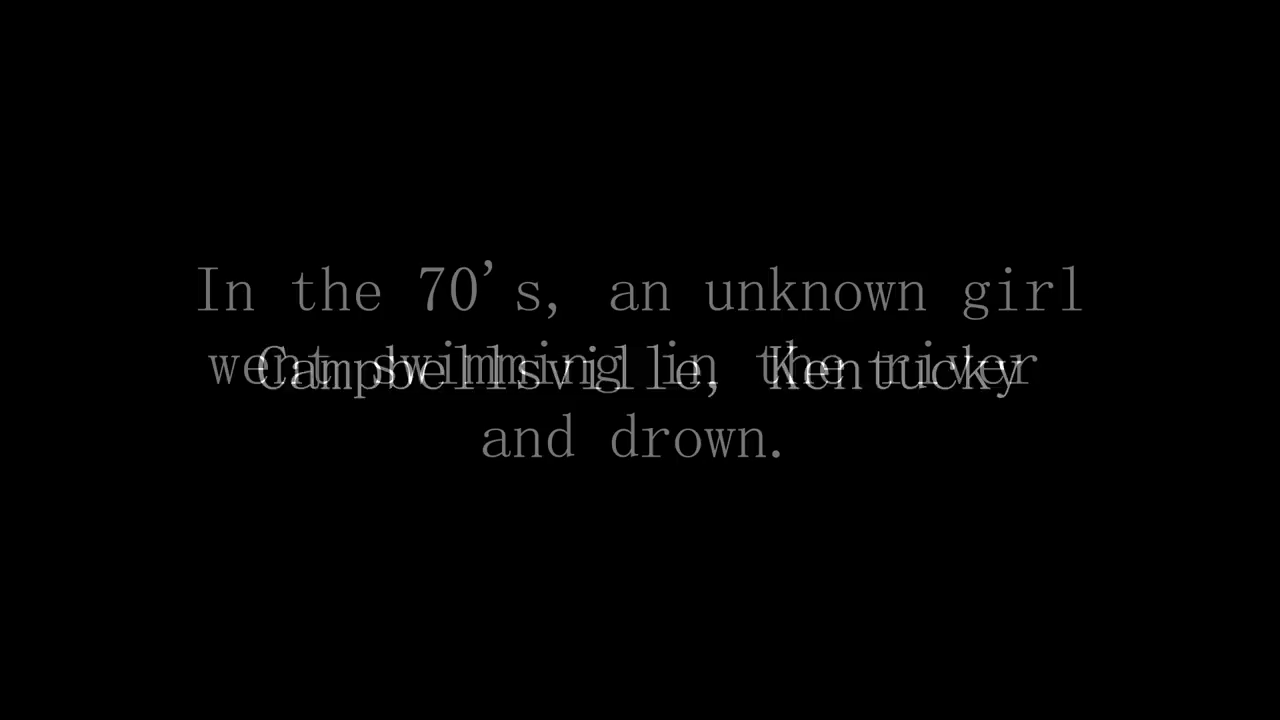 In the 70's, an unknown girl
went swimming in the river
Campbellsville, Kentucky
and drown.